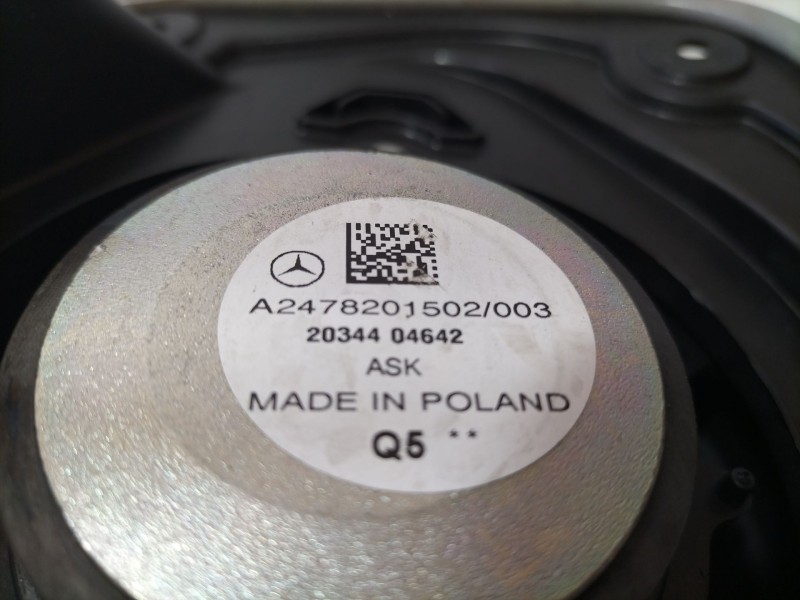 A2478201502/003
20344 04642
ASK
MADE IN POLAND
Q5 **